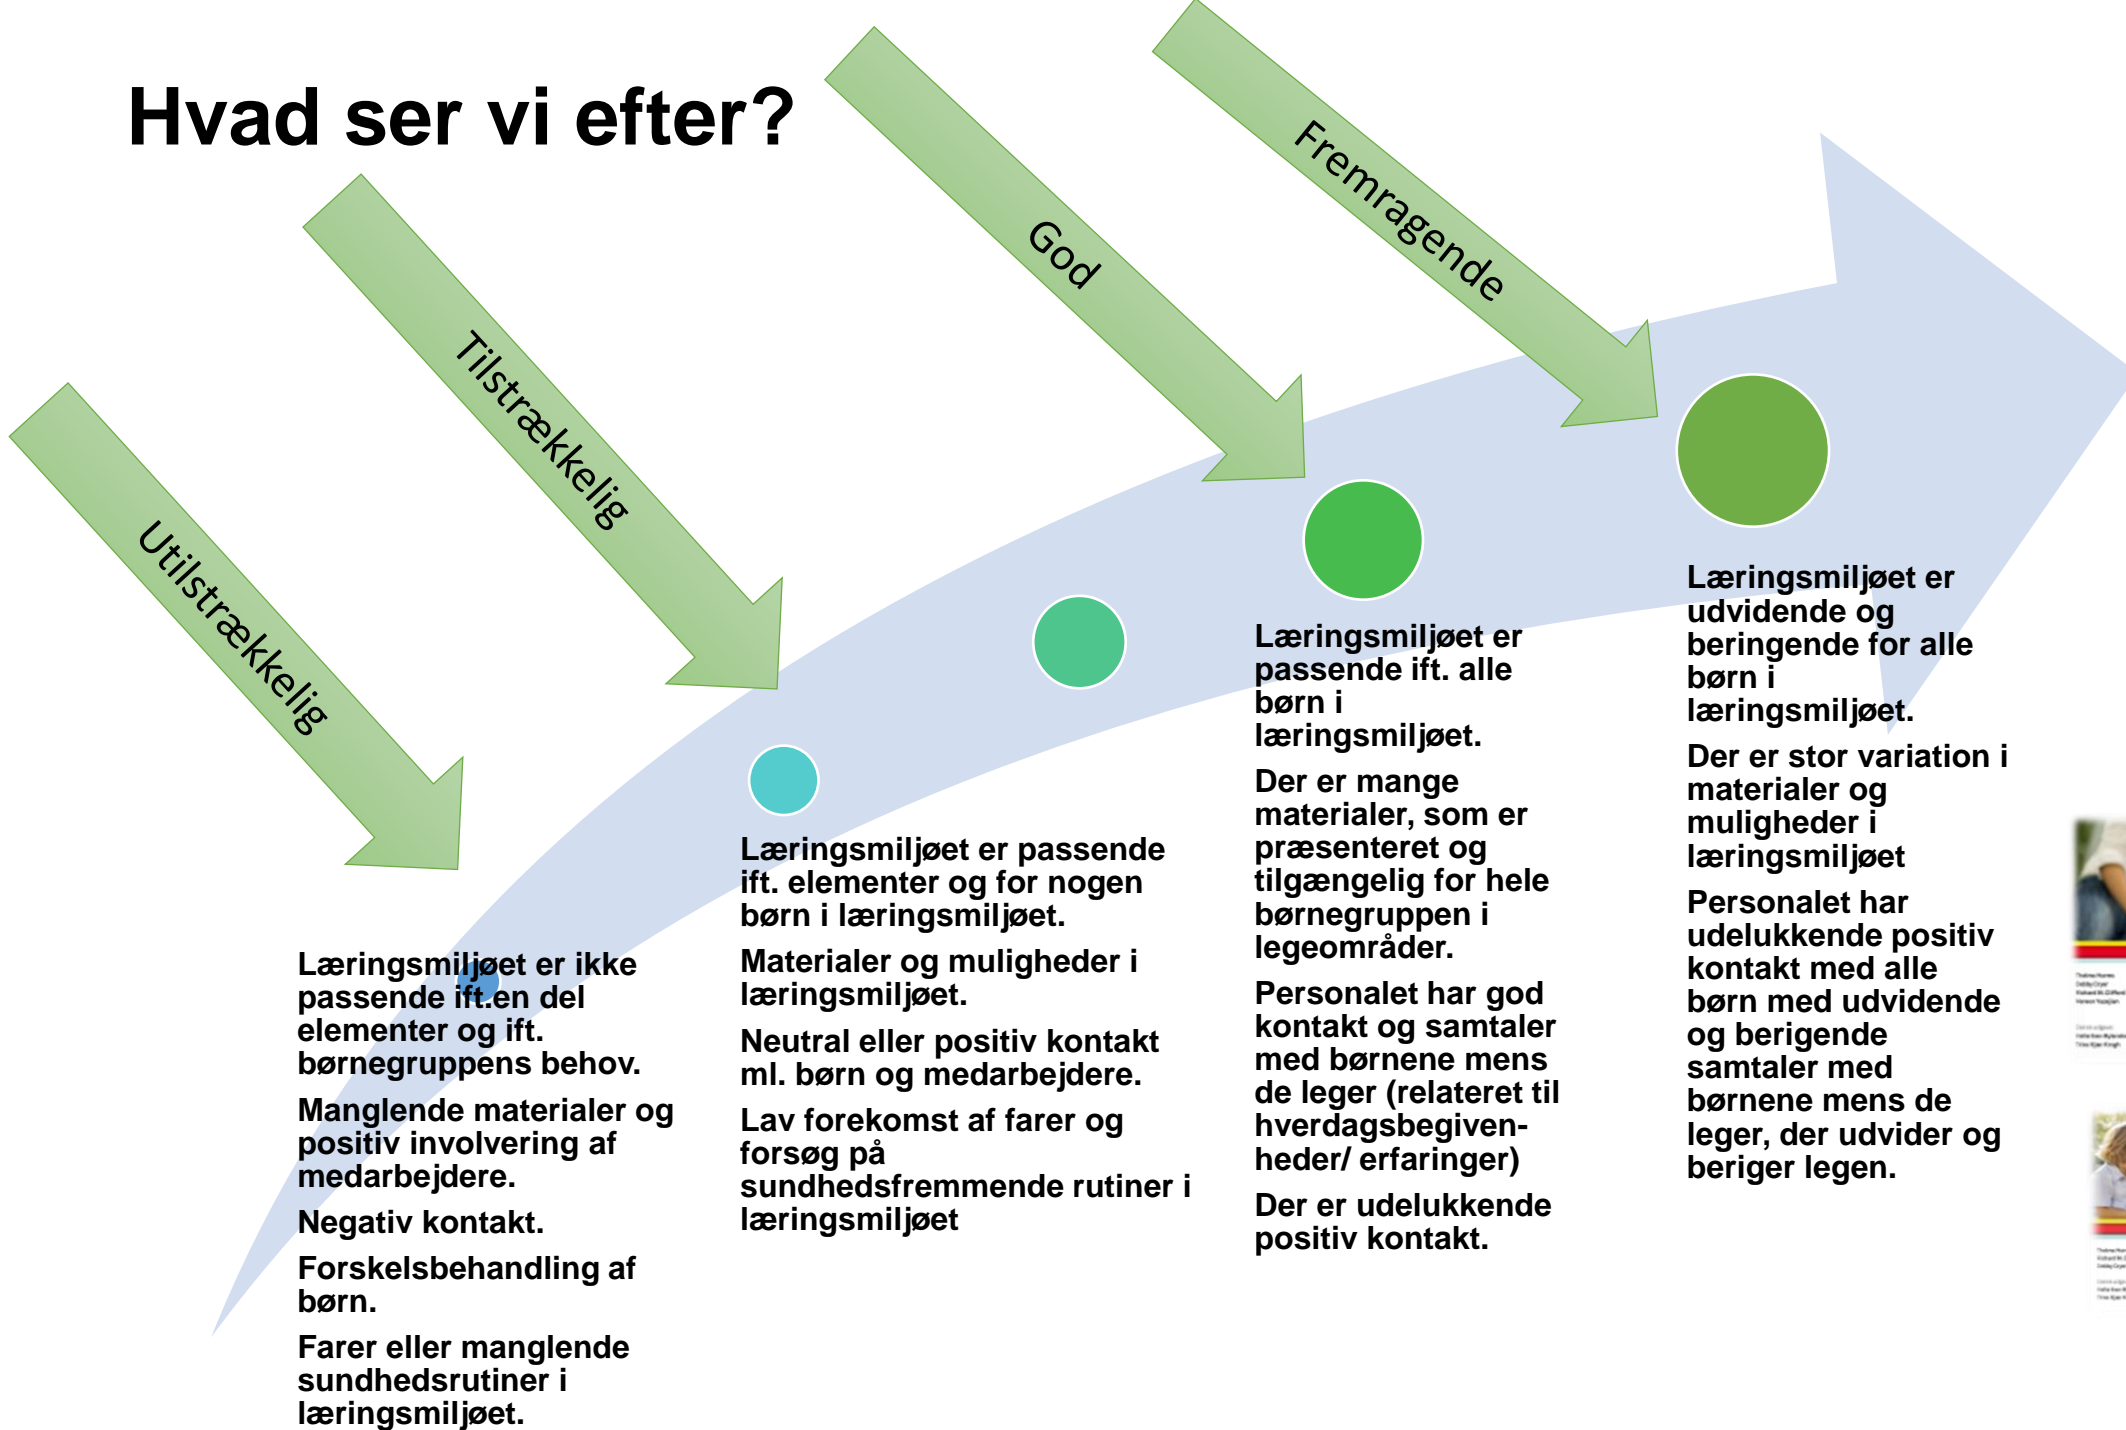 Hvad ser vi efter?
Utilstrækkelig
Tilstrækkelig
God
Fremragende
Læringsmiljøet er ikke
passende ift.en del
elementer og ift.
børnegruppens behov.
Manglende materialer og
positiv involvering af
medarbejdere.
Negativ kontakt.
Forskelsbehandling af
børn.
Farer eller manglende
sundhedsrutiner i
læringsmiljøet.
Læringsmiljøet er passende
ift. elementer og for nogen
børn i læringsmiljøet.
Materialer og muligheder i
læringsmiljøet.
Neutral eller positiv kontakt
ml. børn og medarbejdere.
Lav forekomst af farer og
forsøg på
sundhedsfremmende rutiner i
læringsmiljøet
Læringsmiljøet er
passende ift. alle
børn i
læringsmiljøet.
Der er mange
materialer, som er
præsenteret og
tilgængelig for hele
børnegruppen i
legeområder.
Personalet har god
kontakt og samtaler
med børnene mens
de leger (relateret til
hverdagsbegiven-
heder/ erfaringer)
Der er udelukkende
positiv kontakt.
Læringsmiljøet er
udvidende og
beringende for alle
børn i
læringsmiljøet.
Der er stor variation i
materialer og
muligheder i
læringsmiljøet
Personalet har
udelukkende positiv
kontakt med alle
børn med udvidende
og berigende
samtaler med
børnene mens de
leger, der udvider og
beriger legen.